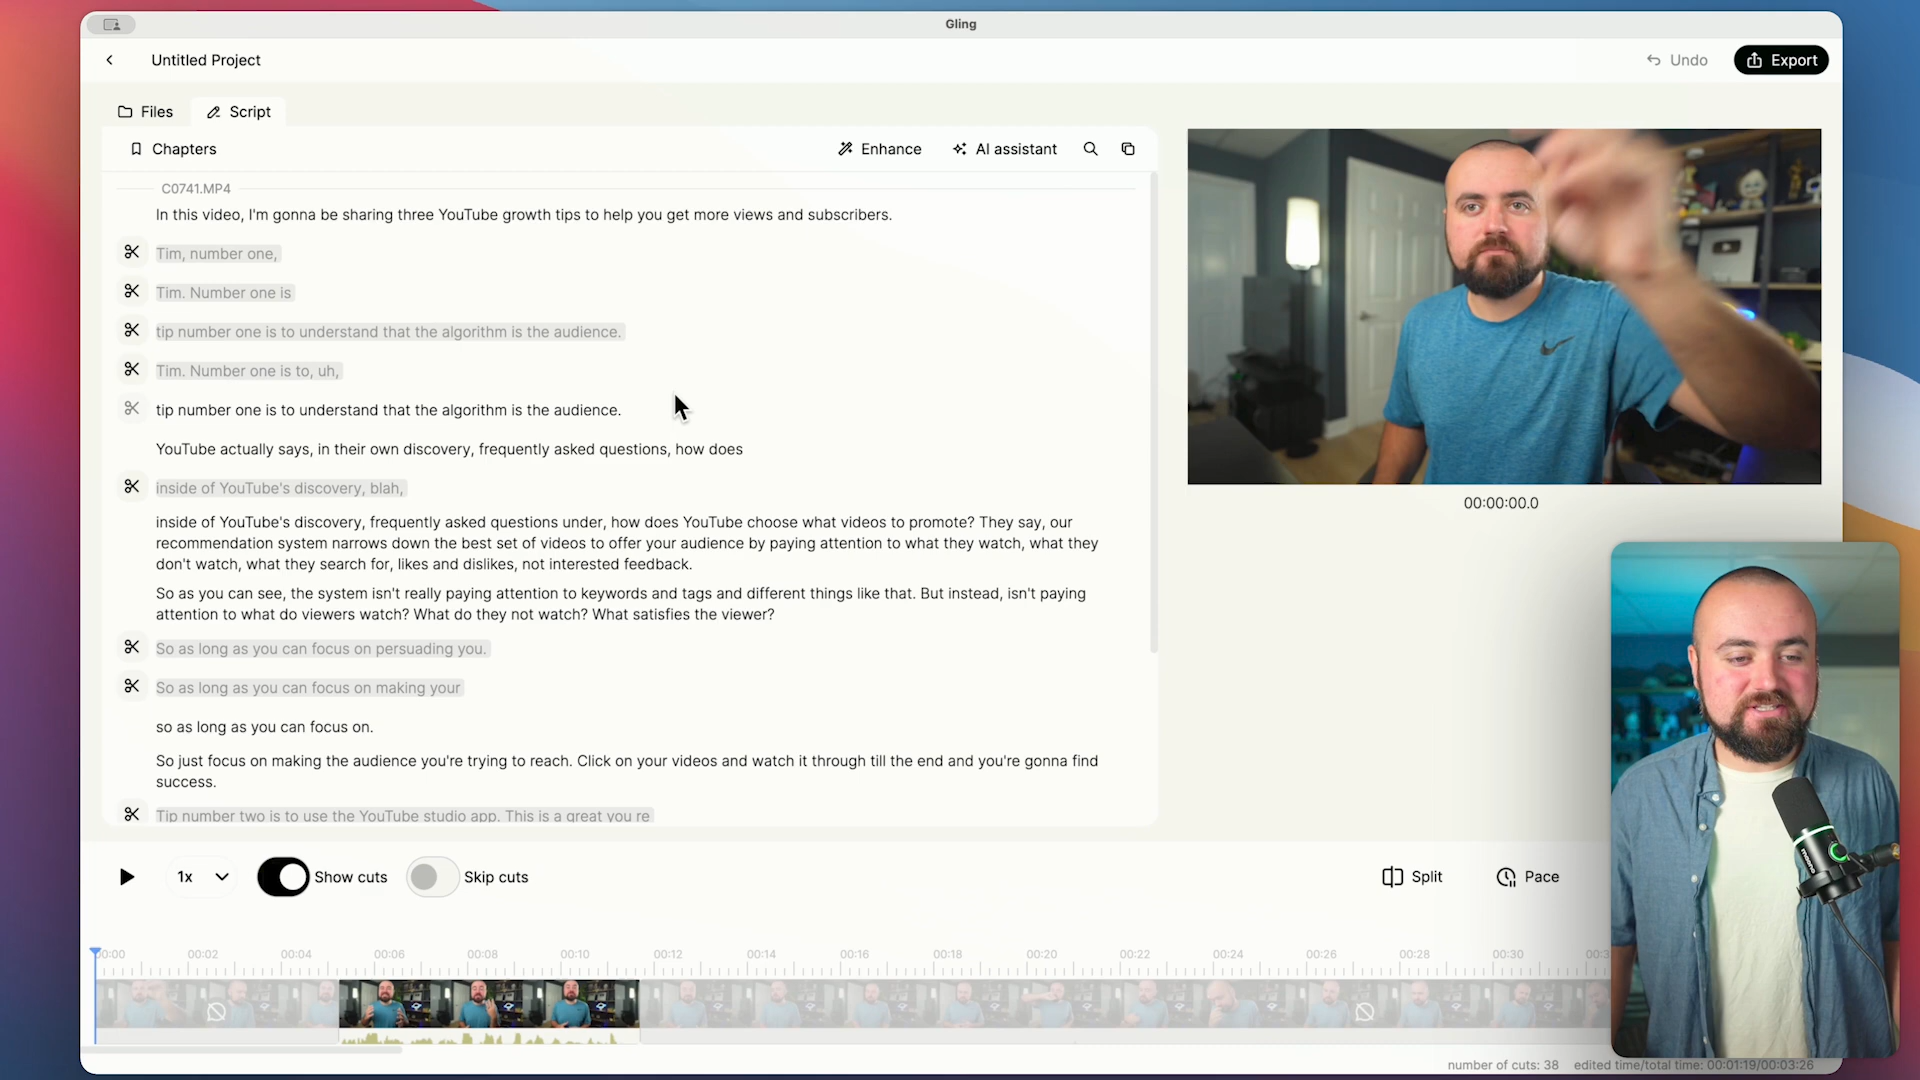 Gling
Untitled Project
Undo
Export
Files
Script
Chapters
Enhance
AI assistant
C0741.MP4
In this video, I'm gonna be sharing three YouTube growth tips to help you get more views and subscribers.
Tim, number one,
Tim. Number one is
tip number one is to understand that the algorithm is the audience.
Tim. Number one is to, uh,
tip number one is to understand that the algorithm is the audience.
YouTube actually says, in their own discovery, frequently asked questions, how does
inside of YouTube's discovery, blah,
inside of YouTube's discovery, frequently asked questions under, how does YouTube choose what videos to promote? They say, our
recommendation system narrows down the best set of videos to offer your audience by paying attention to what they watch, what they
don't watch, what they search for, likes and dislikes, not interested feedback.
So as you can see, the system isn't really paying attention to keywords and tags and different things like that. But instead, isn't paying
attention to what do viewers watch? What do they not watch? What satisfies the viewer?
So as long as you can focus on persuading you.
So as long as you can focus on making your
so as long as you can focus on.
So just focus on making the audience you're trying to reach. Click on your videos and watch it through till the end and you're gonna find
success.
Tip number two is to use the YouTube studio app. This is a great you re
00:00:00.0
1x
Show cuts
Skip cuts
Split
Pace
00:00 00:02 00:04 00:06 00:08 00:10 00:12 00:14 00:16 00:18 00:20 00:22 00:24 00:26 00:28 00:30
number of cuts: 38 edited time/total time: 00:01:19/00:03:26